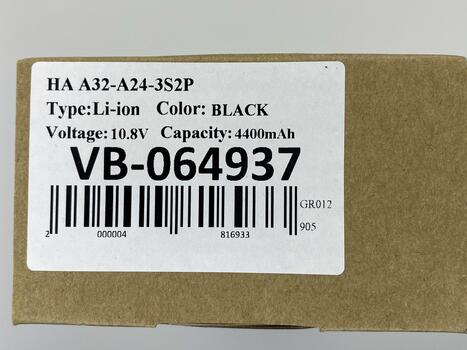 HA A32-A24-3S2P
Type:Li-ion Color: BLACK
Voltage: 10.8V Capacity: 4400mAh
VB-064937
GR012
905
2 000004 816933